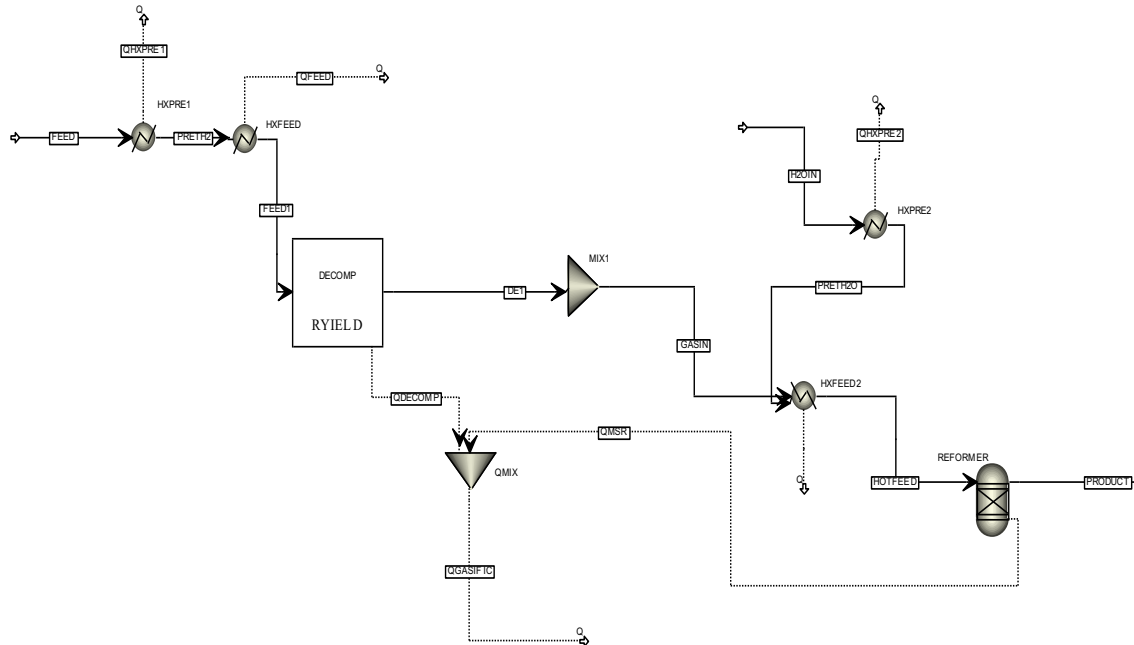 Q
QHXPRE1
Q
QFEED
HXPRE1
HXFEED
FEED
PRETH2
Q
QHXPRE2
H2OIN
HXPRE2
FEED1
MIX1
DECOMP
RYIELD
DE1
PRETH2O
GASIN
HXFEED2
QDECOMP
QMSR
QMIX
Q
REFORMER
HOTFEED
PRODUCT
QGASIFIC
Q